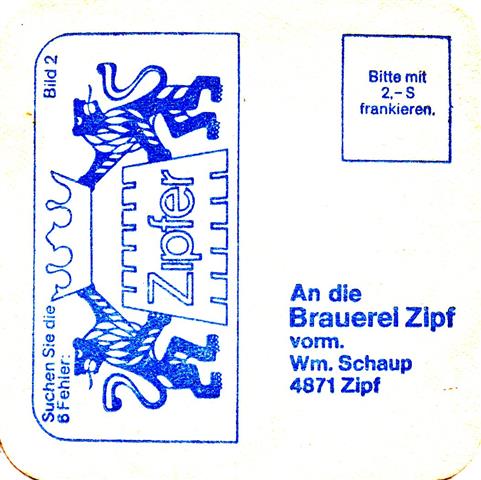 Suchen Sie die
6 Fehler:
Bild 2
Zipfer
Bitte mit
2,– S
frankieren.
An die
Brauerei Zipf
vorm.
Wm. Schaup
4871 Zipf